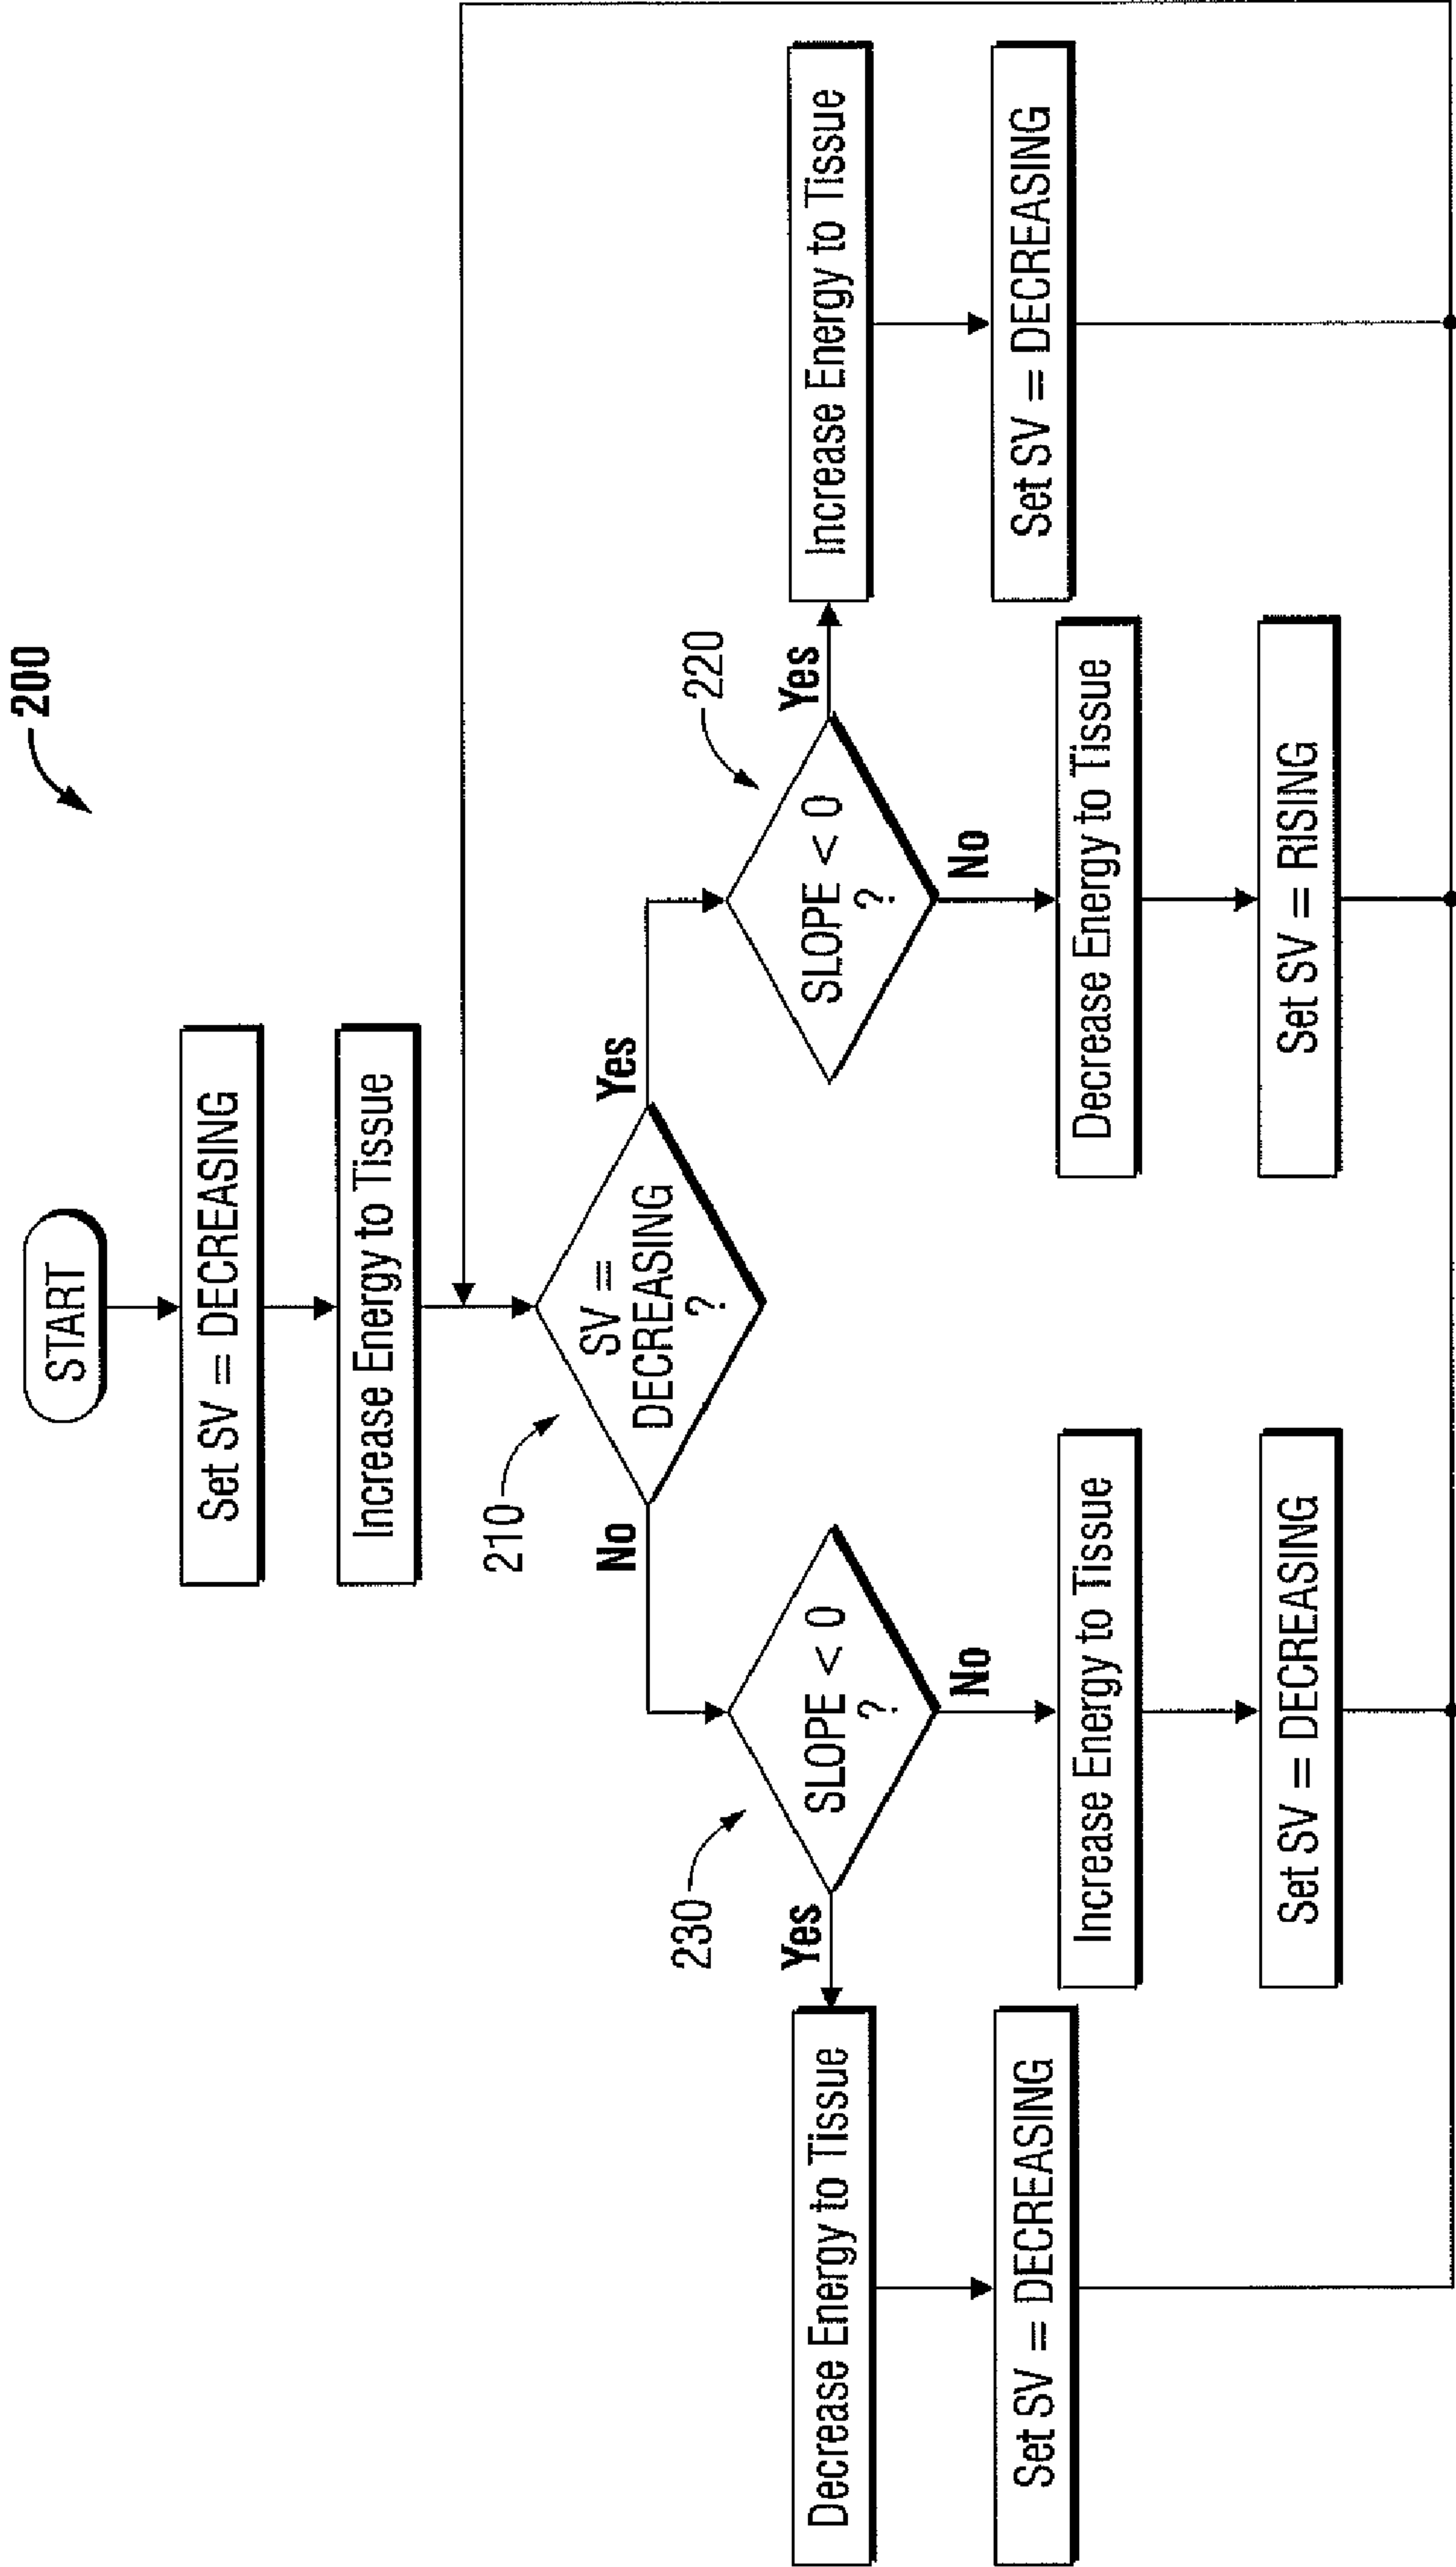 200
START
Set SV = DECREASING
Increase Energy to Tissue
210
SV =
DECREASING
?
No
Yes
230
SLOPE < 0
?
Yes
No
220
SLOPE < 0
?
Yes
No
Decrease Energy to Tissue
Set SV = DECREASING
Increase Energy to Tissue
Set SV = DECREASING
Decrease Energy to Tissue
Set SV = RISING
Increase Energy to Tissue
Set SV = DECREASING